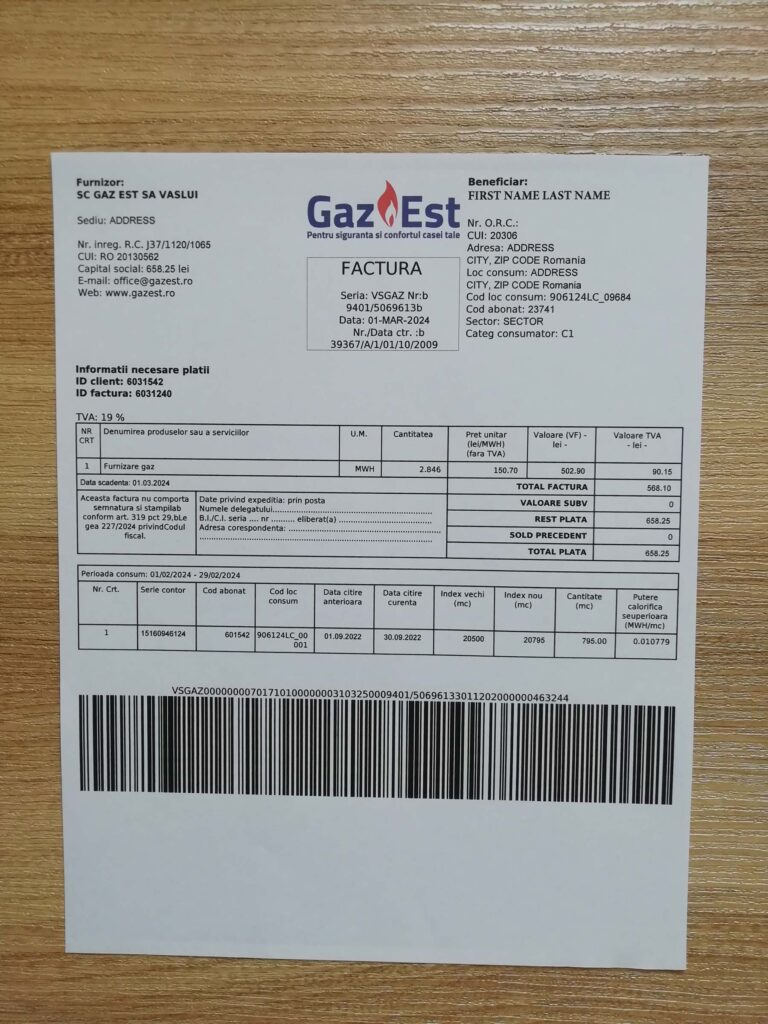 Furnizor:
SC GAZ EST SA VASLUI
Sediu: ADDRESS
Nr. inreg. R.C. J37/1120/1065
CUI: RO 20130562
Capital social: 658.25 lei
E-mail: office@gazest.ro
Web: www.gazest.ro
Gaz Est
Pentru siguranta si confortul casei tale
FACTURA
Seria: VSGAZ Nr:b
9401/5069613b
Data: 01-MAR-2024
Nr./Data ctr. :b
39367/A/1/01/10/2009
Beneficiar:
FIRST NAME LAST NAME
Nr. O.R.C.:
CUI: 20306
Adresa: ADDRESS
CITY, ZIP CODE Romania
Loc consum: ADDRESS
CITY, ZIP CODE Romania
Cod loc consum: 906124LC_09684
Cod abonat: 23741
Sector: SECTOR
Categ consumator: C1
Informatii necesare platii
ID client: 6031542
ID factura: 6031240
TVA: 19 %
NR CRT Denumirea produselor sau a serviciilor U.M. Cantitatea Pret unitar (lei/MWH) (fara TVA) Valoare (VF) - lei - Valoare TVA - lei -
1 Furnizare gaz MWH 2.846 150.70 502.90 90.15
Data scadenta: 01.03.2024 TOTAL FACTURA 568.10
Aceasta factura nu comporta
semnatura si stampilab
conform art. 319 pct 29,bLe
gea 227/2024 privindCodul
fiscal.
Date privind expeditia: prin posta
Numele delegatului..................................................
B.I./C.I. seria .... nr .......... eliberat(a) ..............................
Adresa corespondenta: ..................................................
...........................................................................
VALOARE SUBV 0
REST PLATA 658.25
SOLD PRECEDENT 0
TOTAL PLATA 658.25
Perioada consum: 01/02/2024 - 29/02/2024
Nr. Crt. Serie contor Cod abonat Cod loc consum Data citire anterioara Data citire curenta Index vechi (mc) Index nou (mc) Cantitate (mc) Putere calorifica seuperioara (MWH/mc)
1 15160946124 601542 906124LC_00001 01.09.2022 30.09.2022 20500 20795 795.00 0.010779
VSGAZ00000000701710100000003103250009401/50696133011202000000463244